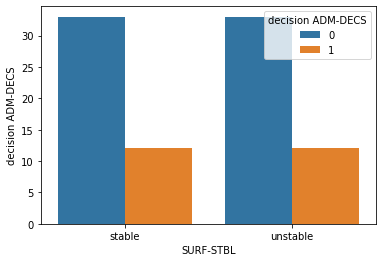 decision ADM-DECS
0
1
30
25
20
15
10
5
0
decision ADM-DECS
stable
unstable
SURF-STBL